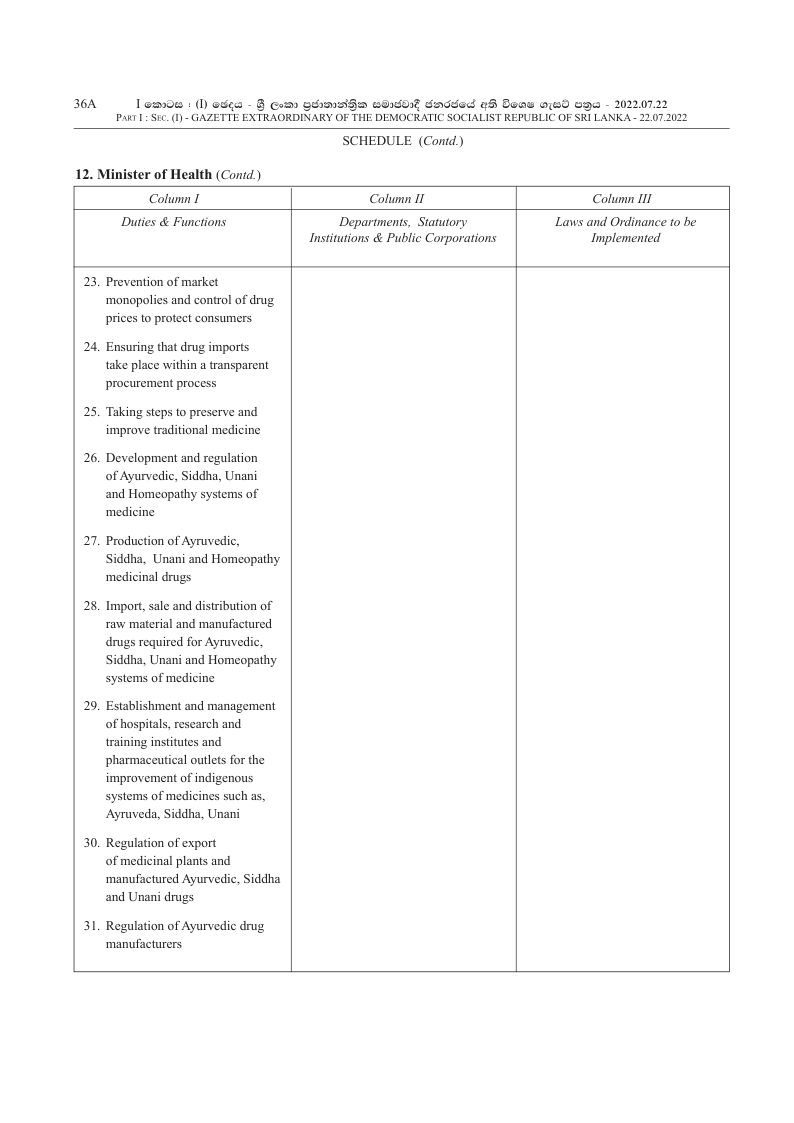 36A I කොටස : (I) ඡෙදය - ශ්‍රී ලංකා ප්‍රජාතාන්ත්‍රික සමාජවාදී ජනරජයේ අති විශෙෂ ගැසට් පත්‍රය - 2022.07.22
PART I : SEC. (I) - GAZETTE EXTRAORDINARY OF THE DEMOCRATIC SOCIALIST REPUBLIC OF SRI LANKA - 22.07.2022
SCHEDULE (Contd.)
12. Minister of Health (Contd.)
Column I Column II Column III
Duties & Functions Departments, Statutory Laws and Ordinance to be
Institutions & Public Corporations Implemented
23. Prevention of market
monopolies and control of drug
prices to protect consumers
24. Ensuring that drug imports
take place within a transparent
procurement process
25. Taking steps to preserve and
improve traditional medicine
26. Development and regulation
of Ayurvedic, Siddha, Unani
and Homeopathy systems of
medicine
27. Production of Ayruvedic,
Siddha, Unani and Homeopathy
medicinal drugs
28. Import, sale and distribution of
raw material and manufactured
drugs required for Ayruvedic,
Siddha, Unani and Homeopathy
systems of medicine
29. Establishment and management
of hospitals, research and
training institutes and
pharmaceutical outlets for the
improvement of indigenous
systems of medicines such as,
Ayruveda, Siddha, Unani
30. Regulation of export
of medicinal plants and
manufactured Ayurvedic, Siddha
and Unani drugs
31. Regulation of Ayurvedic drug
manufacturers